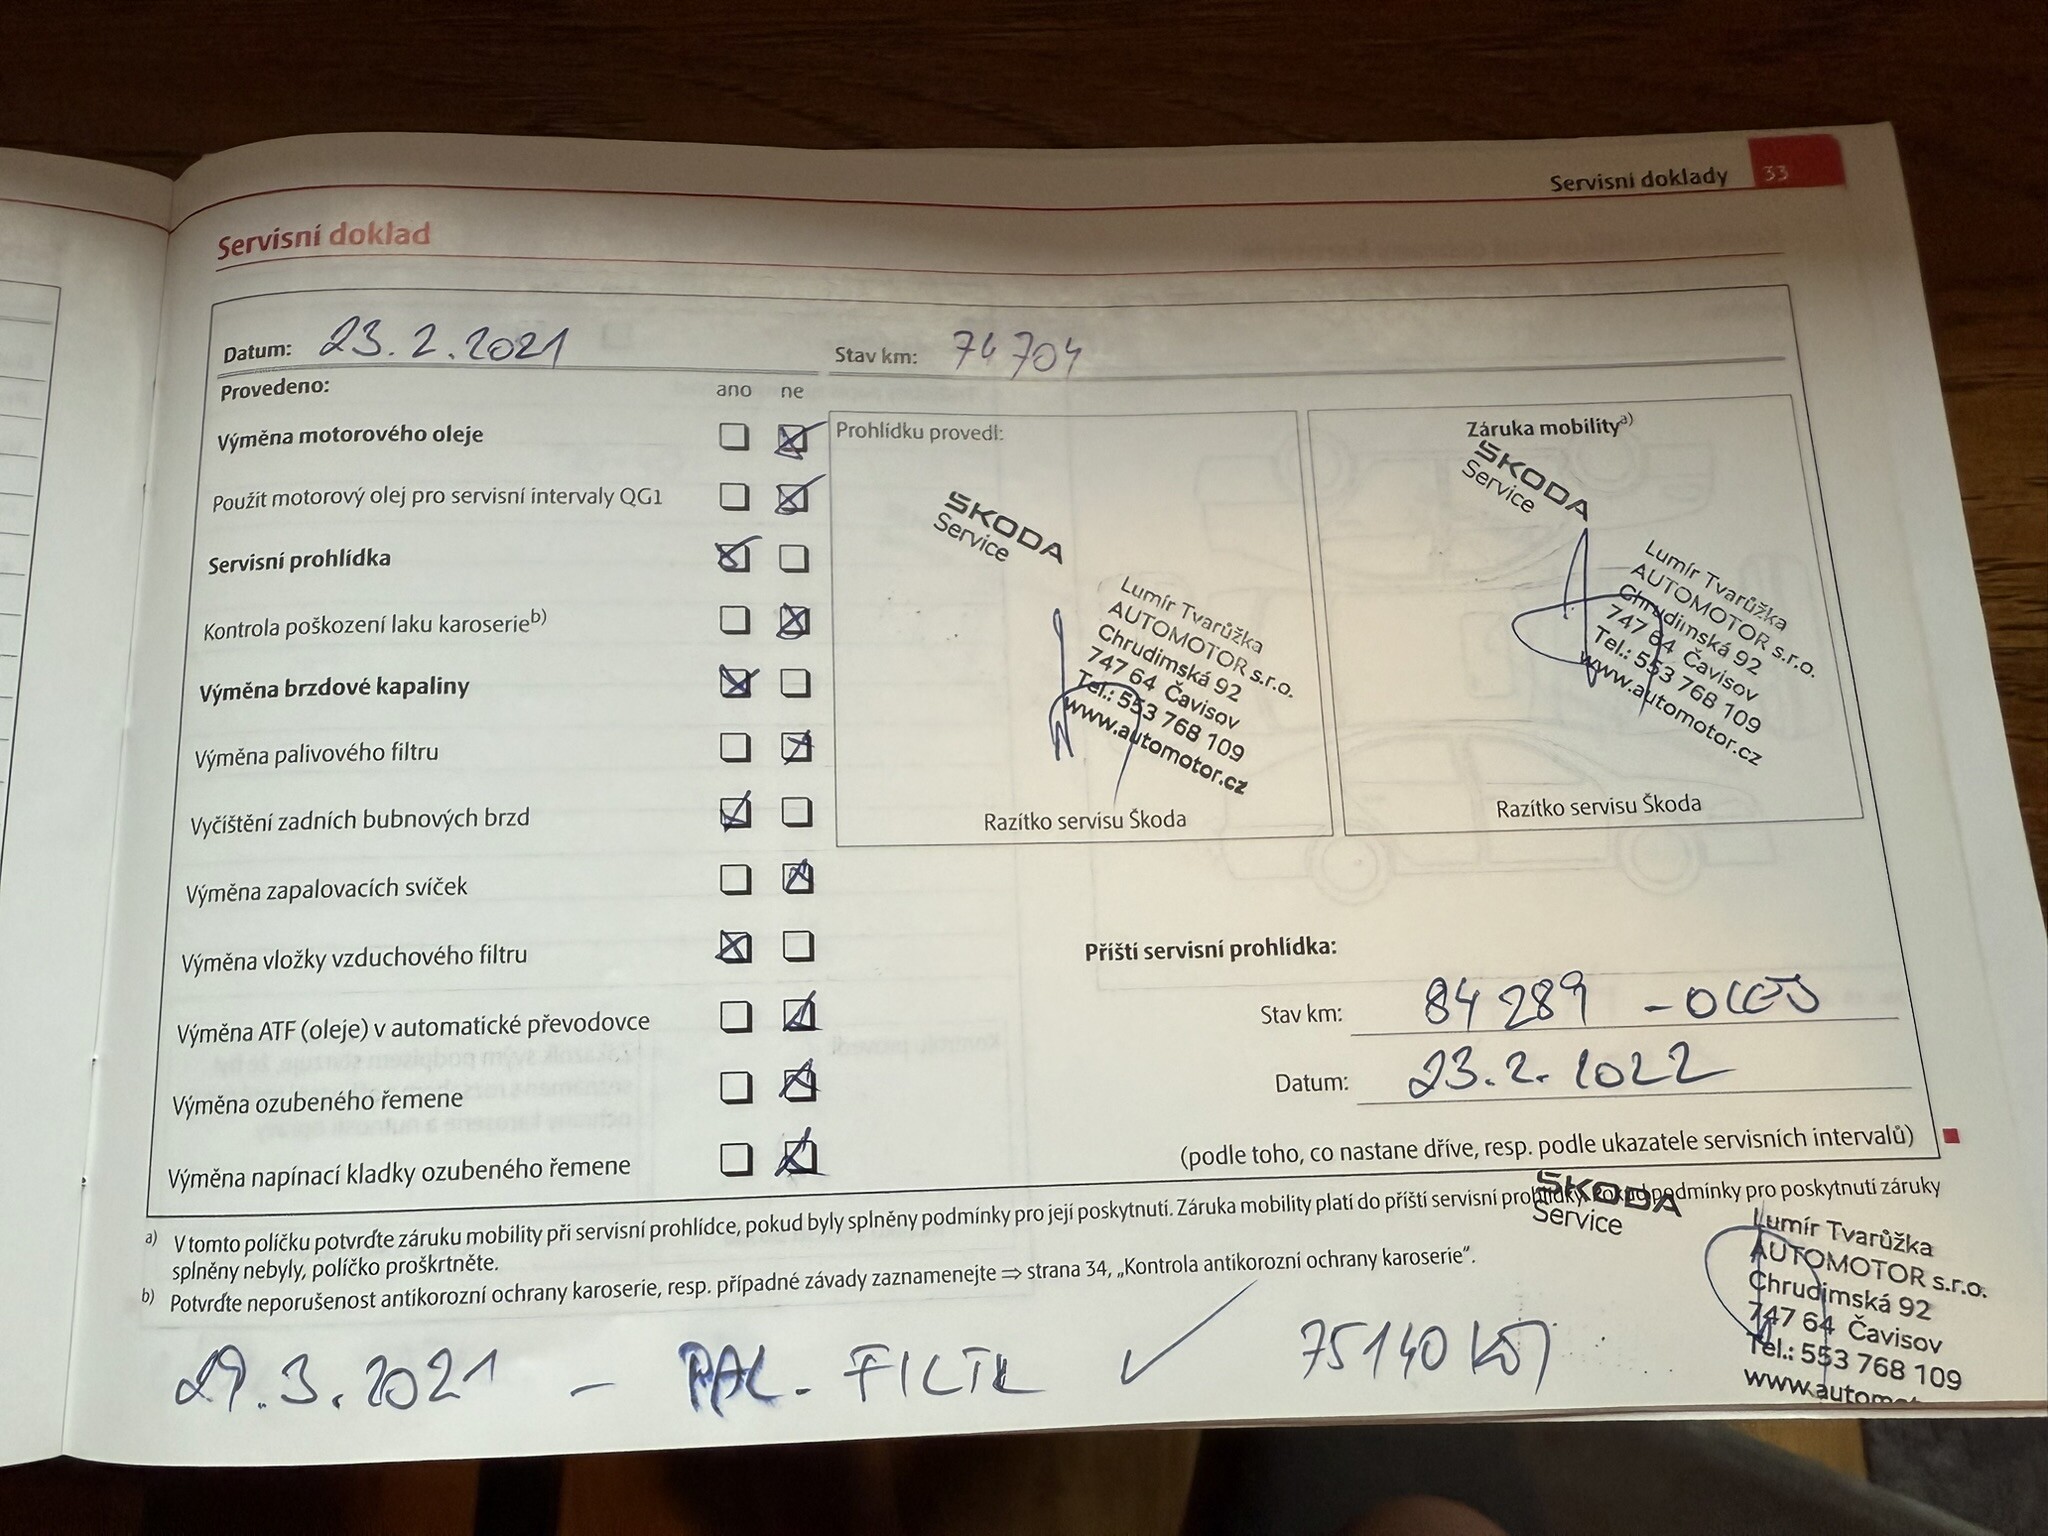 Servisní doklady 33
Servisní doklad
Datum: 23.2.2021 Stav km: 74 704
Provedeno: ano ne
Výměna motorového oleje
Použit motorový olej pro servisní intervaly QG1
Servisní prohlídka
Kontrola poškození laku karoserie b)
Výměna brzdové kapaliny
Výměna palivového filtru
Vyčištění zadních bubnových brzd
Výměna zapalovacích svíček
Výměna vložky vzduchového filtru
Výměna ATF (oleje) v automatické převodovce
Výměna ozubeného řemene
Výměna napínací kladky ozubeného řemene
Prohlídku provedl:
ŠKODA
Service
Lumír Tvarůžka
AUTOMOTOR s.r.o.
Chrudimská 92
747 64 Čavisov
Tel.: 553 768 109
www.automotor.cz
Razítko servisu Škoda
Záruka mobility a)
ŠKODA
Service
Lumír Tvarůžka
AUTOMOTOR s.r.o.
Chrudimská 92
747 64 Čavisov
Tel.: 553 768 109
www.automotor.cz
Razítko servisu Škoda
Příští servisní prohlídka:
Stav km: 84 289 - OLEJ
Datum: 23.2.2022
(podle toho, co nastane dříve, resp. podle ukazatele servisních intervalů)
a) V tomto políčku potvrďte záruku mobility při servisní prohlídce, pokud byly splněny podmínky pro její poskytnutí. Záruka mobility platí do příští servisní prohlídky. Pokud podmínky pro poskytnutí záruky
splněny nebyly, políčko proškrtněte.
b) Potvrďte neporušenost antikorozní ochrany karoserie, resp. případné závady zaznamenejte ⇒ strana 34, „Kontrola antikorozní ochrany karoserie“.
ŠKODA
Service
Lumír Tvarůžka
AUTOMOTOR s.r.o.
Chrudimská 92
747 64 Čavisov
Tel.: 553 768 109
www.automot
29.3.2021 - PAL. FILTR ✓ 75140 KM